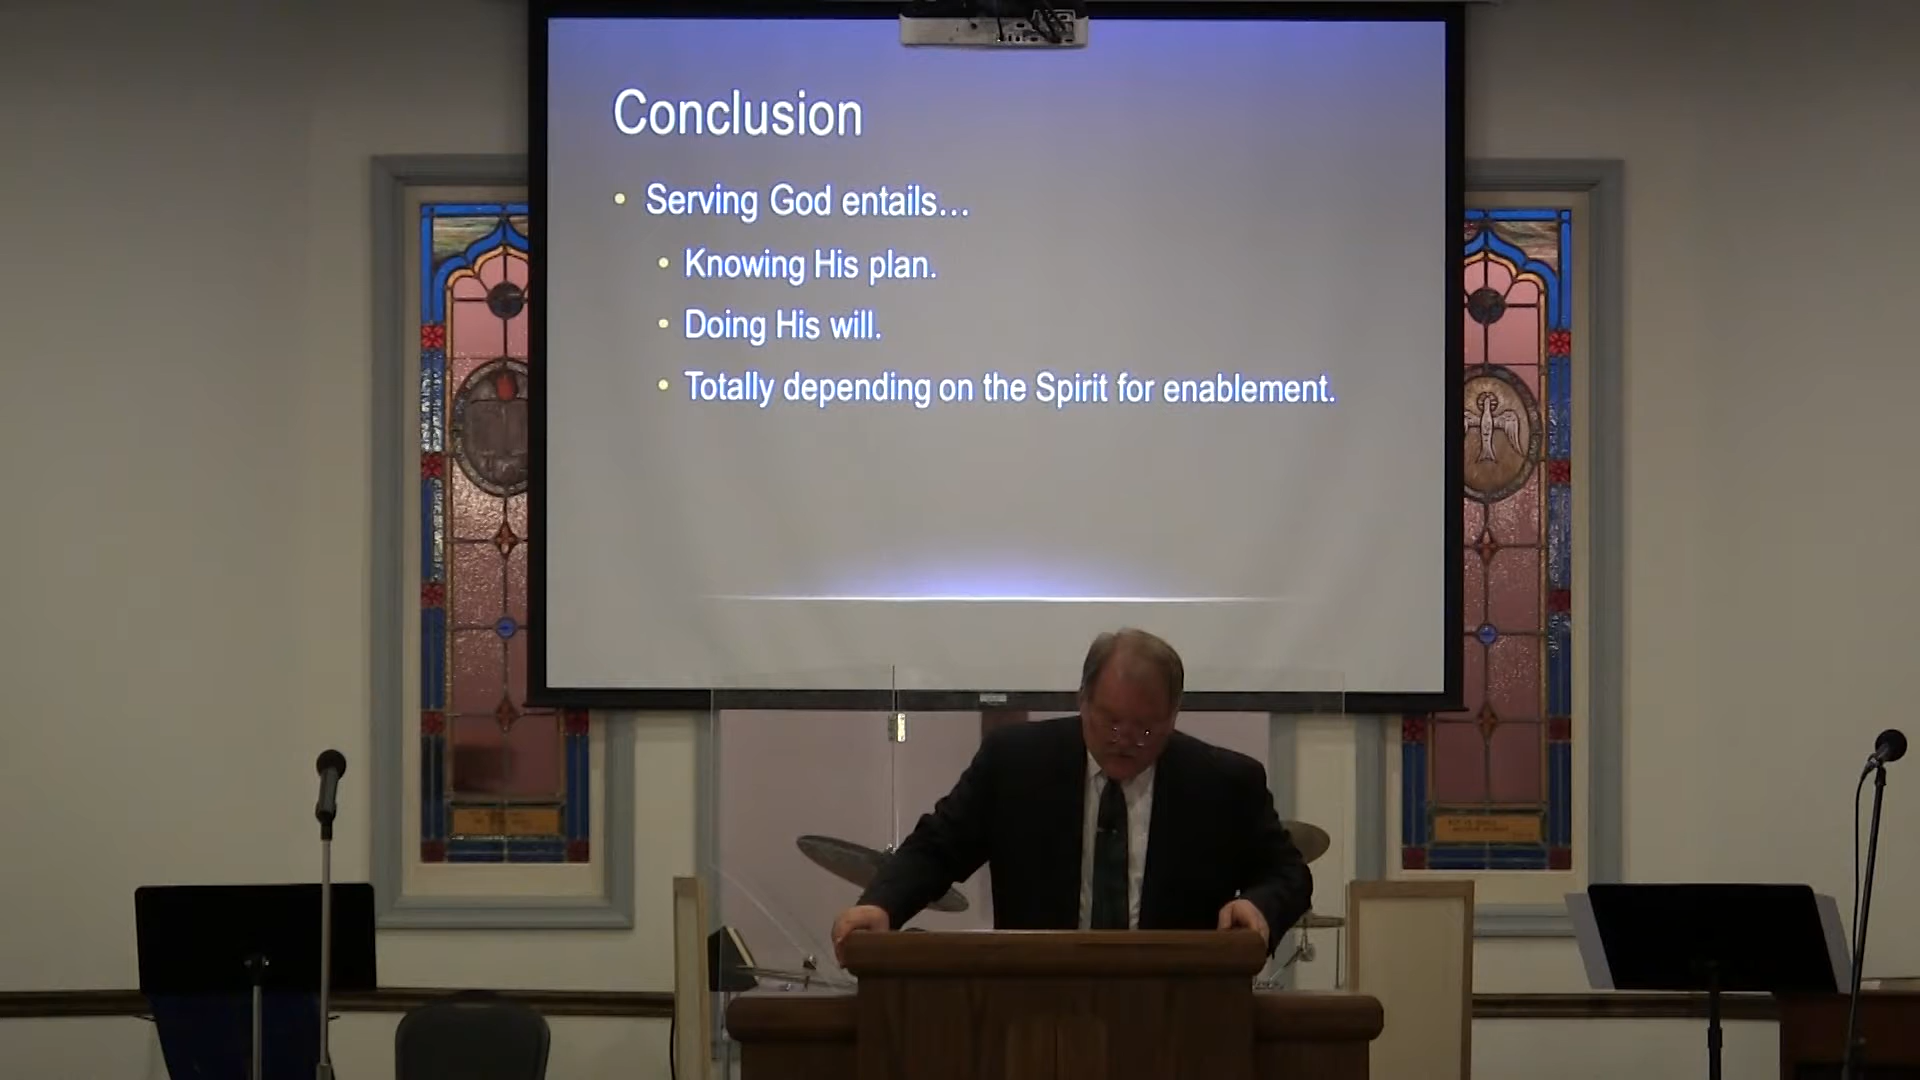 Conclusion
• Serving God entails…
• Knowing His plan.
• Doing His will.
• Totally depending on the Spirit for enablement.